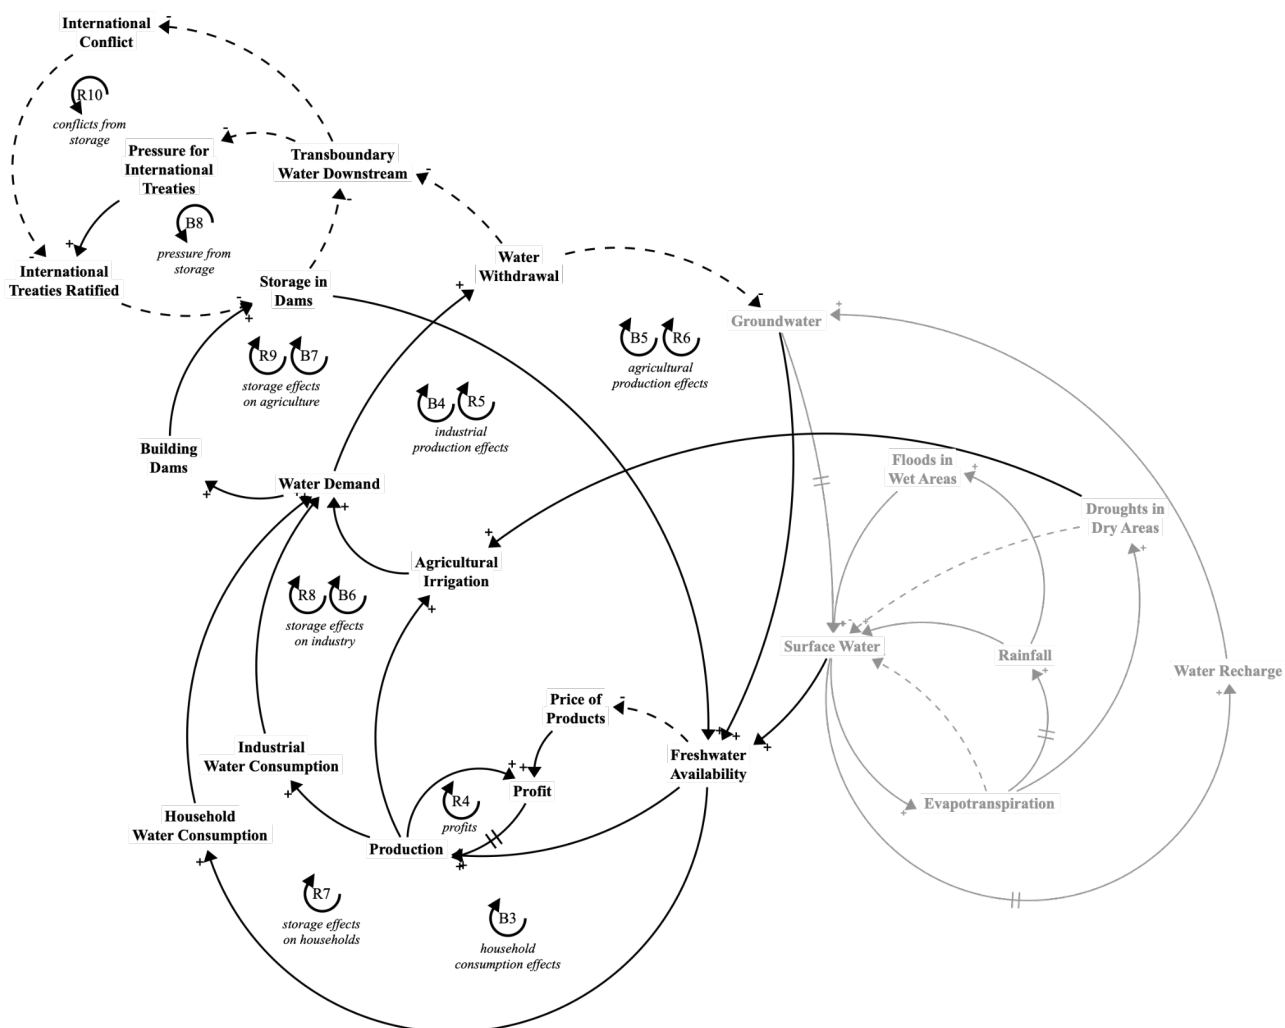 International
Conflict
R10
conflicts from
storage
Pressure for
International
Treaties
Transboundary
Water Downstream
B8
pressure from
storage
International
Treaties Ratified
Storage in
Dams
Water
Withdrawal
Groundwater
R9 B7
storage effects
on agriculture
B5 R6
agricultural
production effects
B4 R5
industrial
production effects
Building
Dams
Water Demand
Floods in
Wet Areas
Droughts in
Dry Areas
Agricultural
Irrigation
R8 B6
storage effects
on industry
Surface Water
Rainfall
Water Recharge
Price of
Products
Industrial
Water Consumption
Freshwater
Availability
Profit
Evapotranspiration
R4
profits
Household
Water Consumption
Production
R7
storage effects
on households
B3
household
consumption effects